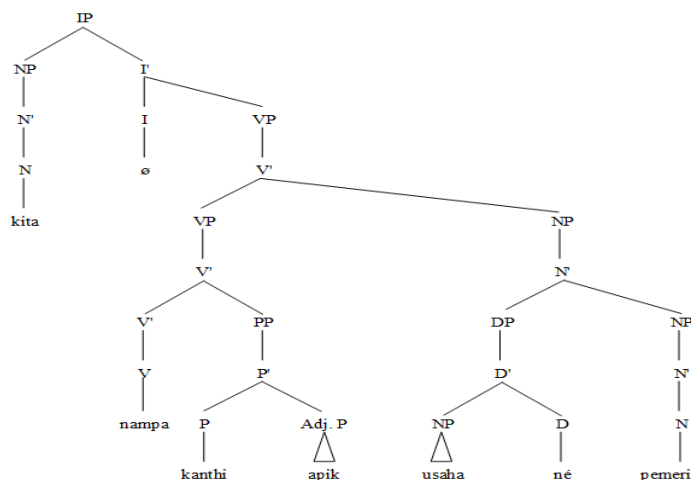 IP
NP I'
N' I VP
N ø V'
kita VP NP
V' N'
V' PP DP NP
V P' D' N'
nampa P Adj. P NP D N
kanthi apik usaha né pemeri